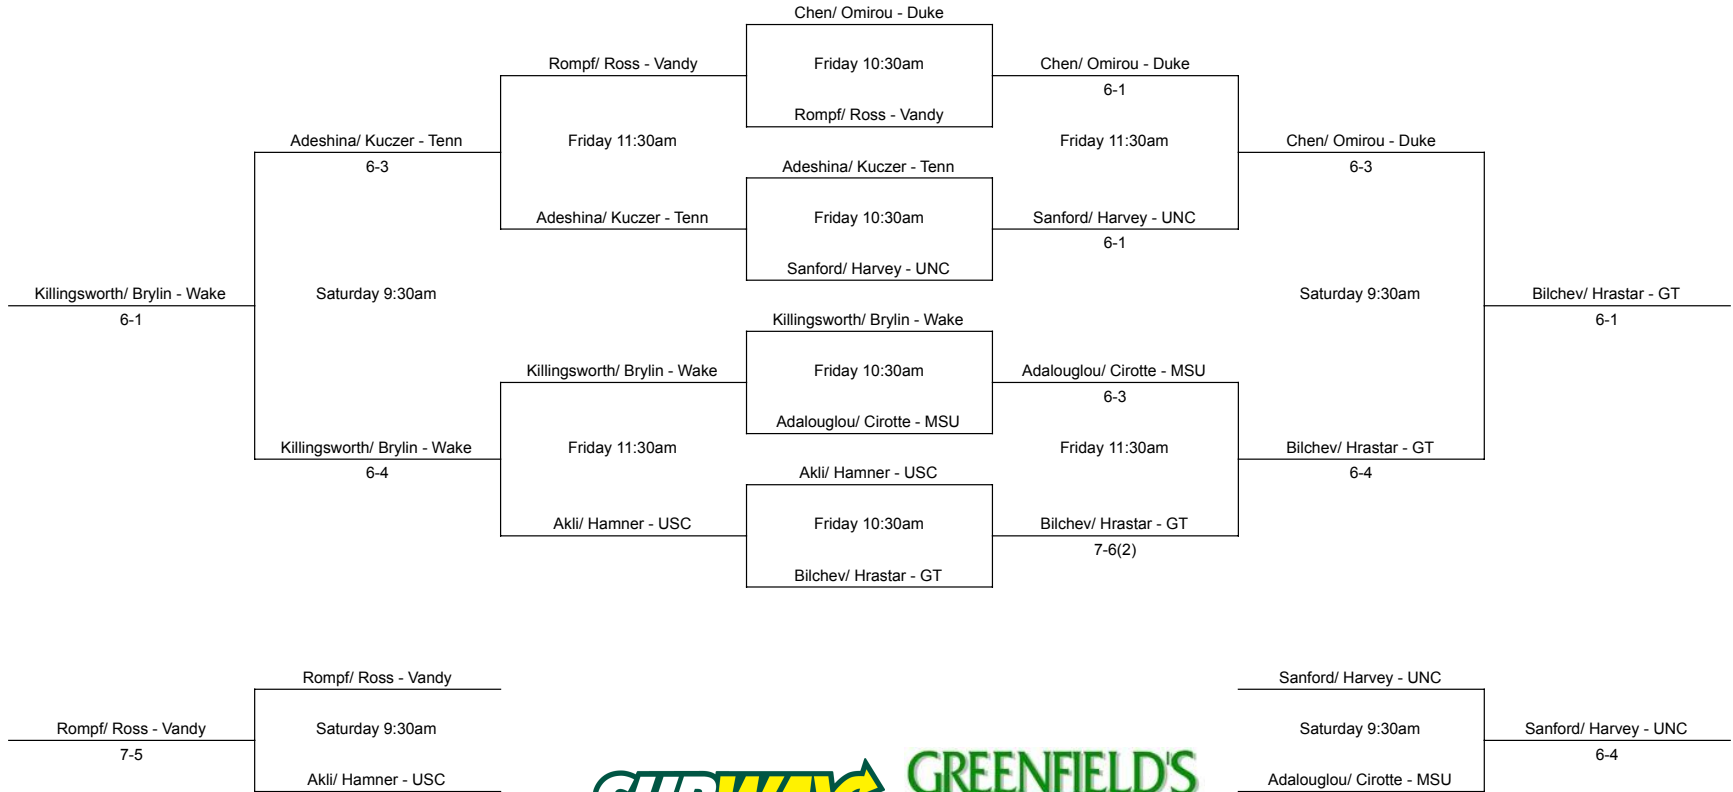 Chen/ Omirou - Duke
Rompf/ Ross - Vandy
Friday 10:30am
Chen/ Omirou - Duke
6-1
Rompf/ Ross - Vandy
Adeshina/ Kuczer - Tenn
6-3
Friday 11:30am
Friday 11:30am
Chen/ Omirou - Duke
6-3
Adeshina/ Kuczer - Tenn
Adeshina/ Kuczer - Tenn
Friday 10:30am
Sanford/ Harvey - UNC
6-1
Sanford/ Harvey - UNC
Killingsworth/ Brylin - Wake
6-1
Saturday 9:30am
Saturday 9:30am
Bilchev/ Hrastar - GT
6-1
Killingsworth/ Brylin - Wake
Killingsworth/ Brylin - Wake
Friday 10:30am
Adalouglou/ Cirotte - MSU
6-3
Adalouglou/ Cirotte - MSU
Killingsworth/ Brylin - Wake
6-4
Friday 11:30am
Friday 11:30am
Bilchev/ Hrastar - GT
6-4
Akli/ Hamner - USC
Akli/ Hamner - USC
Friday 10:30am
Bilchev/ Hrastar - GT
7-6(2)
Bilchev/ Hrastar - GT
Rompf/ Ross - Vandy
Sanford/ Harvey - UNC
Rompf/ Ross - Vandy
7-5
Saturday 9:30am
Saturday 9:30am
Sanford/ Harvey - UNC
6-4
Akli/ Hamner - USC
SUBWAY
GREENFIELD'S
Adalouglou/ Cirotte - MSU